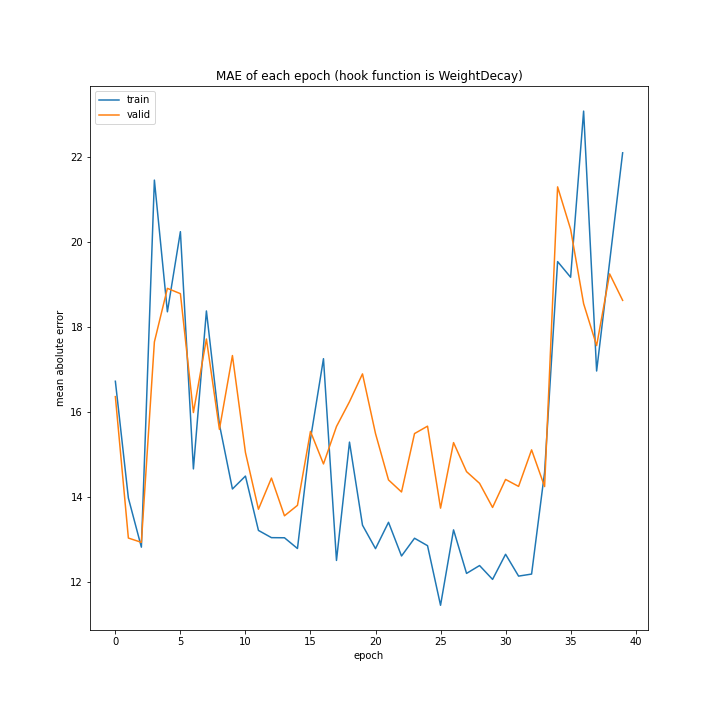 MAE of each epoch (hook function is WeightDecay)
train
valid
22
20
18
16
14
12
mean abolute error
0 5 10 15 20 25 30 35 40
epoch